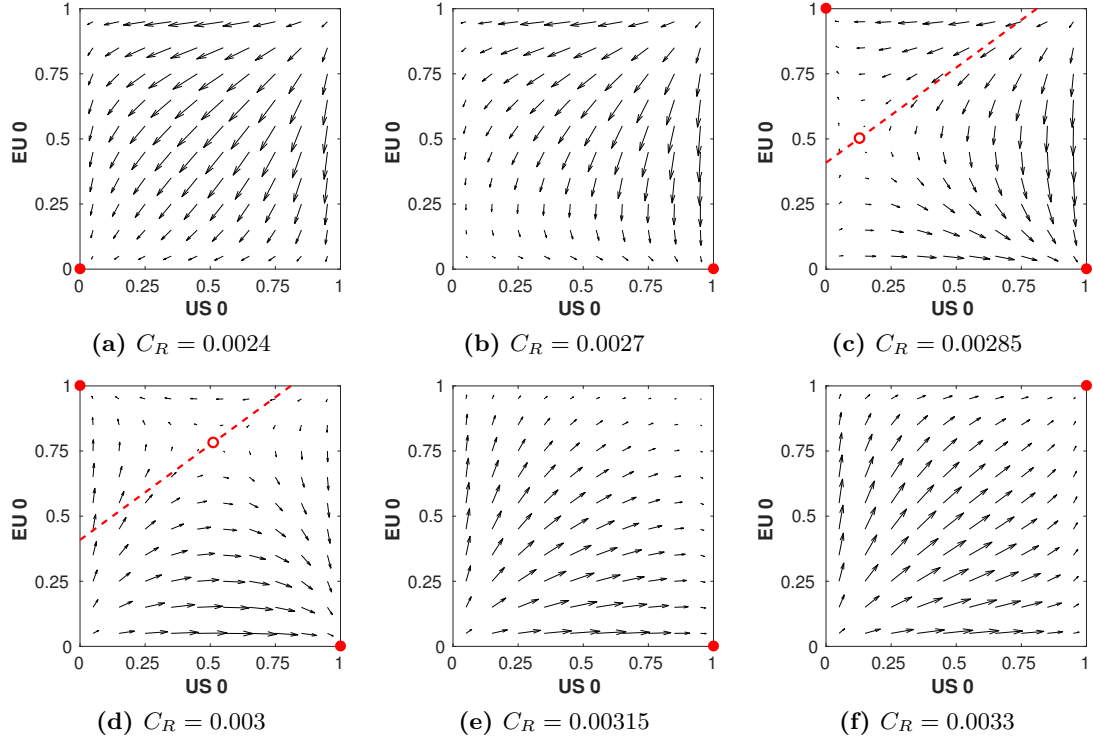 1
0.75
0.5
0.25
0
EU 0
0 0.25 0.5 0.75 1
US 0
(a) C_R = 0.0024
1
0.75
0.5
0.25
0
EU 0
0 0.25 0.5 0.75 1
US 0
(b) C_R = 0.0027
1
0.75
0.5
0.25
0
EU 0
0 0.25 0.5 0.75 1
US 0
(c) C_R = 0.00285
1
0.75
0.5
0.25
0
EU 0
0 0.25 0.5 0.75 1
US 0
(d) C_R = 0.003
1
0.75
0.5
0.25
0
EU 0
0 0.25 0.5 0.75 1
US 0
(e) C_R = 0.00315
1
0.75
0.5
0.25
0
EU 0
0 0.25 0.5 0.75 1
US 0
(f) C_R = 0.0033